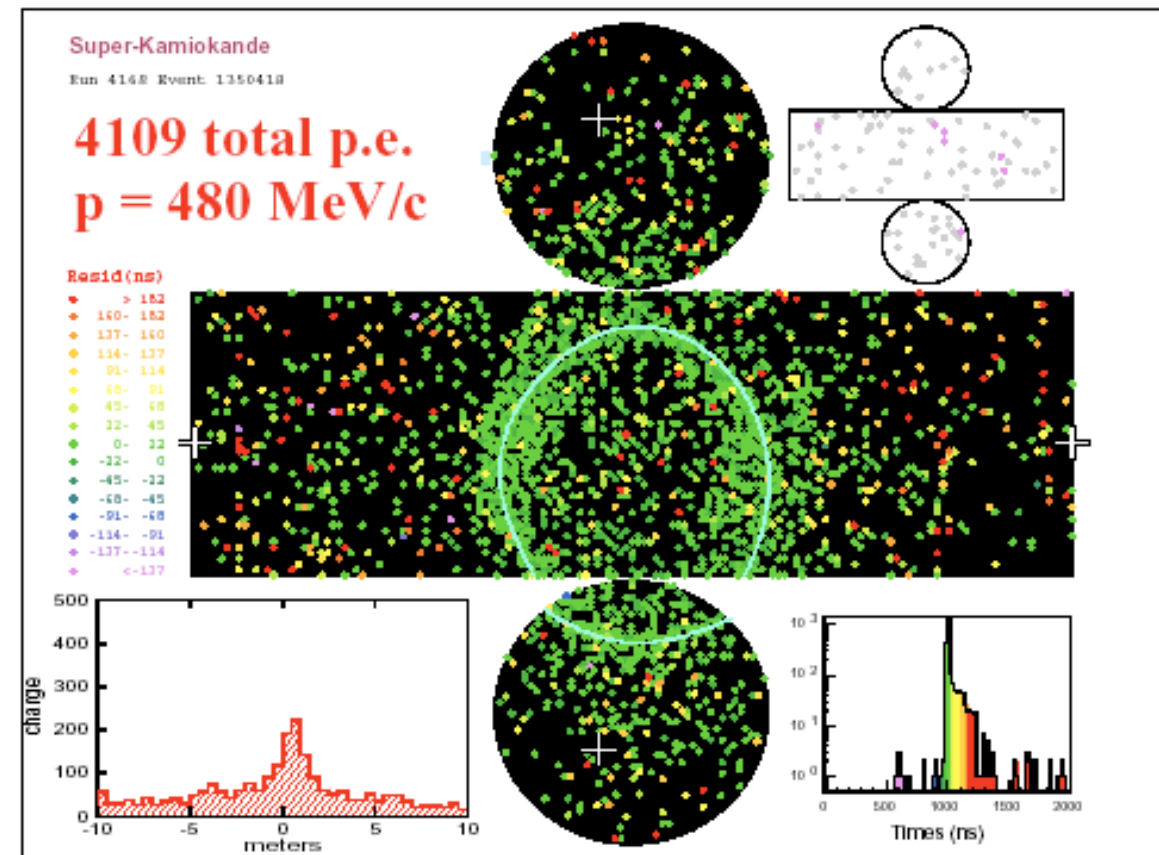 Super-Kamiokande
Run 4168 Event 1350418
4109 total p.e.
p = 480 MeV/c
Resid(ns)
> 182
160- 182
137- 160
114- 137
91- 114
68- 91
45- 68
22- 45
0- 22
-22- 0
-45- -22
-68- -45
-91- -68
-114- -91
-137--114
<-137
500
400
300
200
100
0
charge
-10 -5 0 5 10
meters
10 3
10 2
10 1
10 0
0 500 1000 1500 2000
Times (ns)